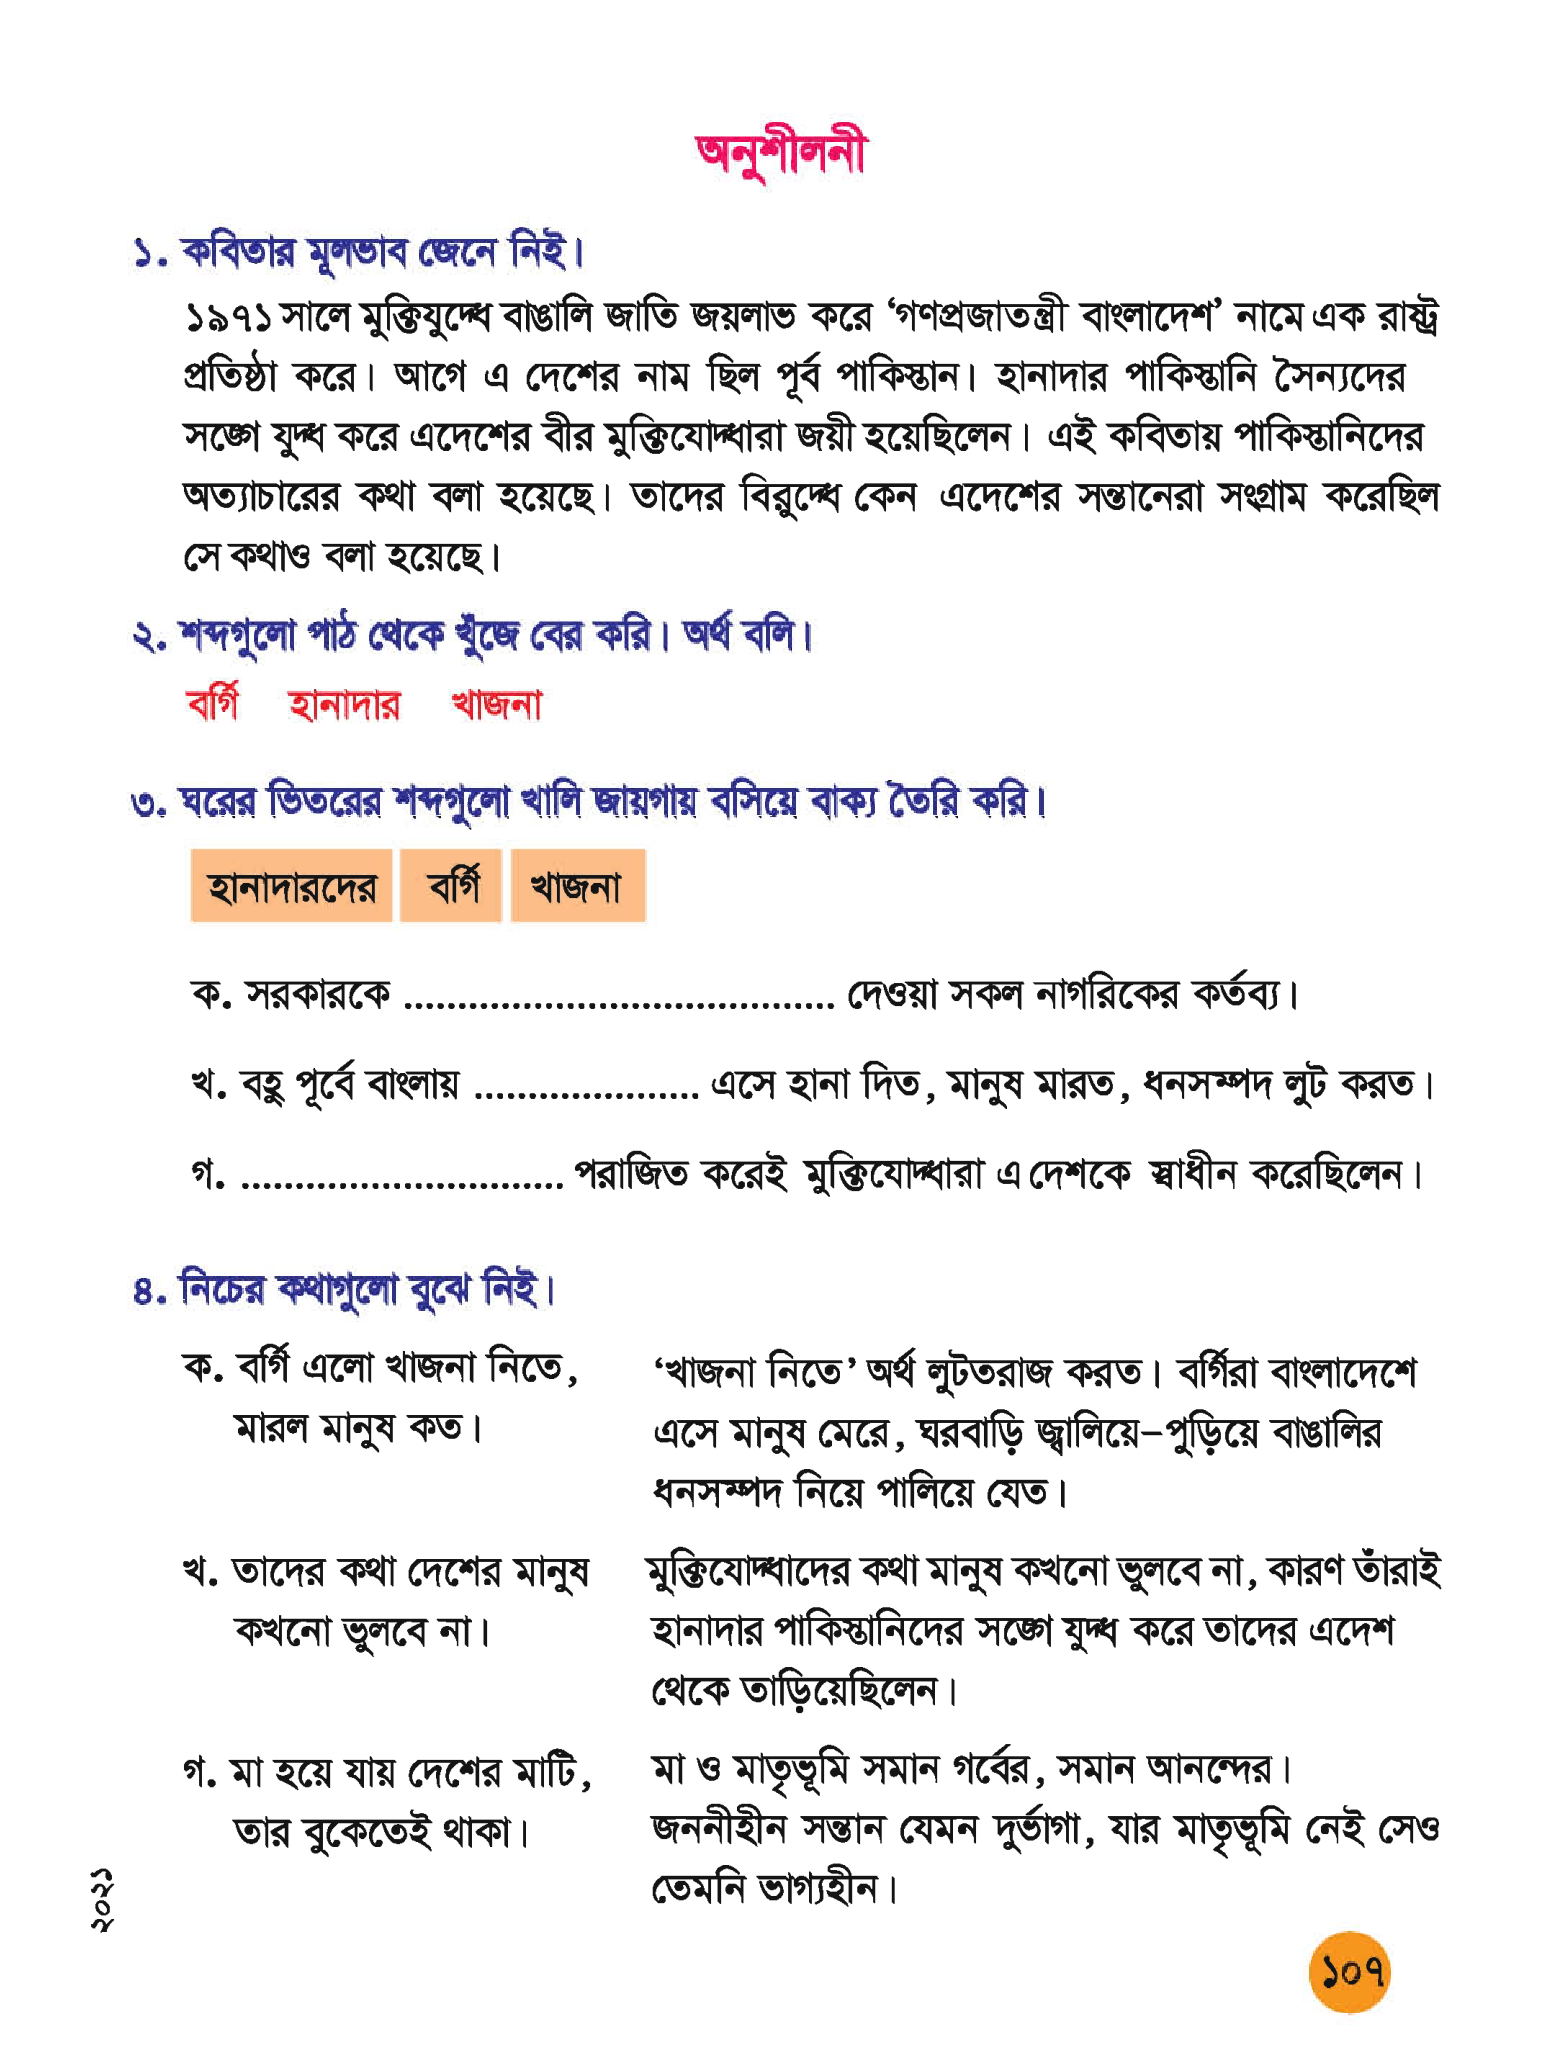 অনুশীলনী
১. কবিতার মূলভাব জেনে নিই।
১৯৭১ সালে মুক্তিযুদ্ধে বাঙালি জাতি জয়লাভ করে ‘গণপ্রজাতন্ত্রী বাংলাদেশ’ নামে এক রাষ্ট্র
প্রতিষ্ঠা করে। আগে এ দেশের নাম ছিল পূর্ব পাকিস্তান। হানাদার পাকিস্তানি সৈন্যদের
সঙ্গে যুদ্ধ করে এদেশের বীর মুক্তিযোদ্ধারা জয়ী হয়েছিলেন। এই কবিতায় পাকিস্তানিদের
অত্যাচারের কথা বলা হয়েছে। তাদের বিরুদ্ধে কেন এদেশের সন্তানেরা সংগ্রাম করেছিল
সে কথাও বলা হয়েছে।
২. শব্দগুলো পাঠ থেকে খুঁজে বের করি। অর্থ বলি।
বর্গি হানাদার খাজনা
৩. ঘরের ভিতরের শব্দগুলো খালি জায়গায় বসিয়ে বাক্য তৈরি করি।
হানাদারদের বর্গি খাজনা
ক. সরকারকে .................................... দেওয়া সকল নাগরিকের কর্তব্য।
খ. বহু পূর্বে বাংলায় ..................... এসে হানা দিত, মানুষ মারত, ধনসম্পদ লুট করত।
গ. .............................. পরাজিত করেই মুক্তিযোদ্ধারা এ দেশকে স্বাধীন করেছিলেন।
৪. নিচের কথাগুলো বুঝে নিই।
ক. বর্গি এলো খাজনা নিতে,
মারল মানুষ কত।
‘খাজনা নিতে’ অর্থ লুটতরাজ করত। বর্গিরা বাংলাদেশে
এসে মানুষ মেরে, ঘরবাড়ি জ্বালিয়ে-পুড়িয়ে বাঙালির
ধনসম্পদ নিয়ে পালিয়ে যেত।
খ. তাদের কথা দেশের মানুষ
কখনো ভুলবে না।
মুক্তিযোদ্ধাদের কথা মানুষ কখনো ভুলবে না, কারণ তাঁরাই
হানাদার পাকিস্তানিদের সঙ্গে যুদ্ধ করে তাদের এদেশ
থেকে তাড়িয়েছিলেন।
গ. মা হয়ে যায় দেশের মাটি,
তার বুকেতেই থাকা।
মা ও মাতৃভূমি সমান গর্বের, সমান আনন্দের।
জননীহীন সন্তান যেমন দুর্ভাগা, যার মাতৃভূমি নেই সেও
তেমনি ভাগ্যহীন।
২০২১
১০৭